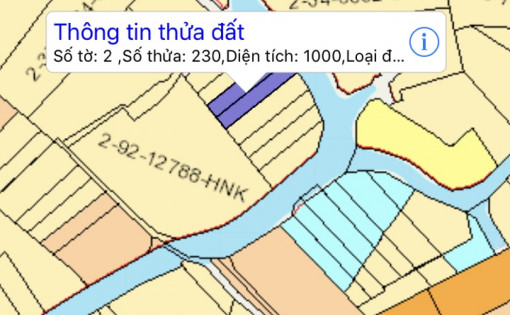 Thông tin thửa đất
Số tờ: 2 ,Số thửa: 230,Diện tích: 1000,Loại đ...
2-92-12788-HNK